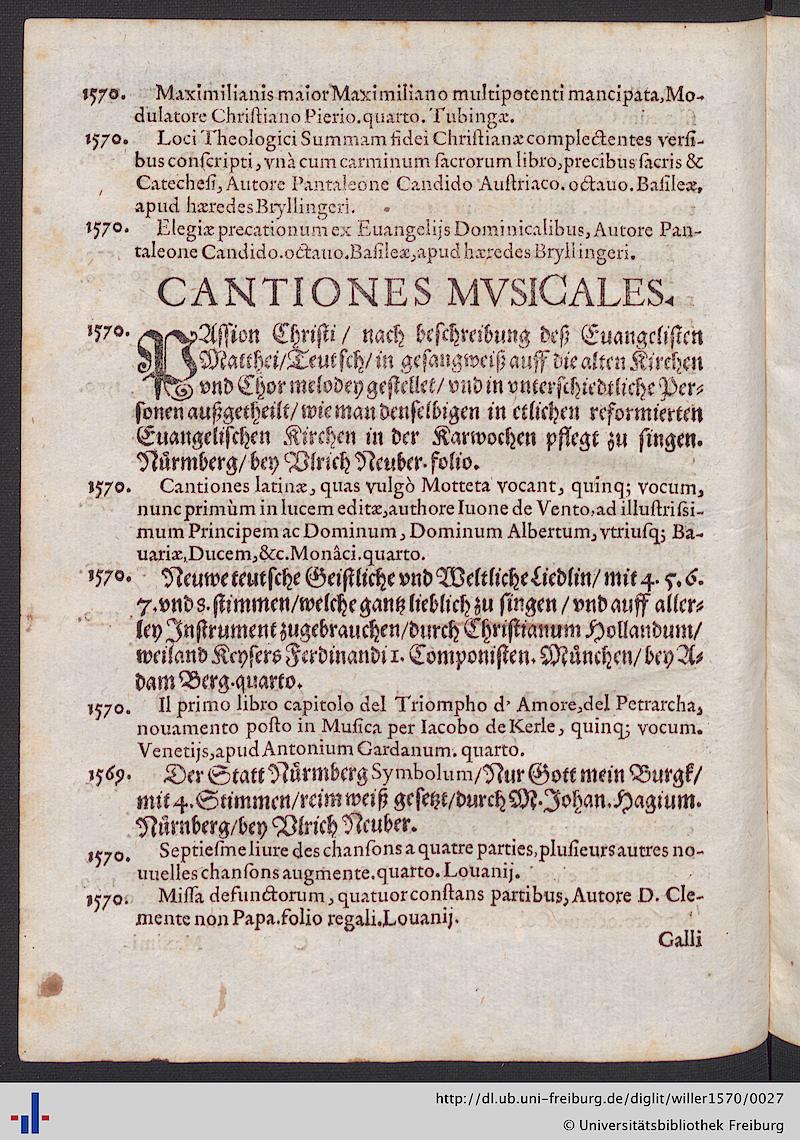 1570. Maximilianis maior Maximiliano multipotenti mancipata, Mo-
dulatore Chriſtiano Pierio. quarto. Tubingæ.
1570. Loci Theologici Summam fidei Chriſtianæ complectentes verſi-
bus conſcripti, vnà cum carminum ſacrorum libro, precibus ſacris &
Catecheſi, Autore Pantaleone Candido Auſtriaco. octauo. Baſileæ,
apud hæredes Bryllingeri.
1570. Elegiæ precationum ex Euangelijs Dominicalibus, Autore Pan-
taleone Candido. octauo. Baſileæ, apud hæredes Bryllingeri.
CANTIONES MVSICALES.
1570. PAſſion Chriſti / nach beſchreibung deß Euangeliſten
Matthei / Teutſch / in geſangweiß auff die alten Kirchen
vnd Chor melodey geſtellet / vnd in vnterſchiedtliche Per-
ſonen außgetheilt / wie man denſelbigen in etlichen reformierten
Euangeliſchen Kirchen in der Karwochen pflegt zu ſingen.
Nürmberg / bey Vlrich Neuber. folio.
1570. Cantiones latinæ, quas vulgò Motteta vocant, quinq; vocum,
nunc primùm in lucem editæ, authore Iuone de Vento, ad illuſtriſsi-
mum Principem ac Dominum, Dominum Albertum, vtriuſq; Ba-
uariæ, Ducem, &c. Monâci. quarto.
1570. Neuwe teutſche Geiſtliche vnd Weltliche Liedlin / mit 4. 5. 6.
7. vnd 8. ſtimmen / welche gantz lieblich zu ſingen / vnd auff aller-
ley Inſtrument zugebrauchen / durch Chriſtianum Hollandum /
weiland Keyſers Ferdinandi 1. Componiſten. München / bey A-
dam Berg. quarto.
1570. Il primo libro capitolo del Triompho d' Amore, del Petrarcha,
nouamento poſto in Muſica per Iacobo de Kerle, quinq; vocum.
Venetijs, apud Antonium Gardanum. quarto.
1569. Der Statt Nürmberg Symbolum / Nur Gott mein Burgk /
mit 4. Stimmen / reim weiß geſetzt / durch M. Johan. Hagium.
Nürnberg / bey Vlrich Neuber.
1570. Septieſme liure des chanſons a quatre parties, pluſieurs autres no-
uuelles chanſons augmente. quarto. Louanij.
1570. Miſſa defunctorum, quatuor conſtans partibus, Autore D. Cle-
mente non Papa. folio regali. Louanij.
Galli
http://dl.ub.uni-freiburg.de/diglit/willer1570/0027
© Universitätsbibliothek Freiburg